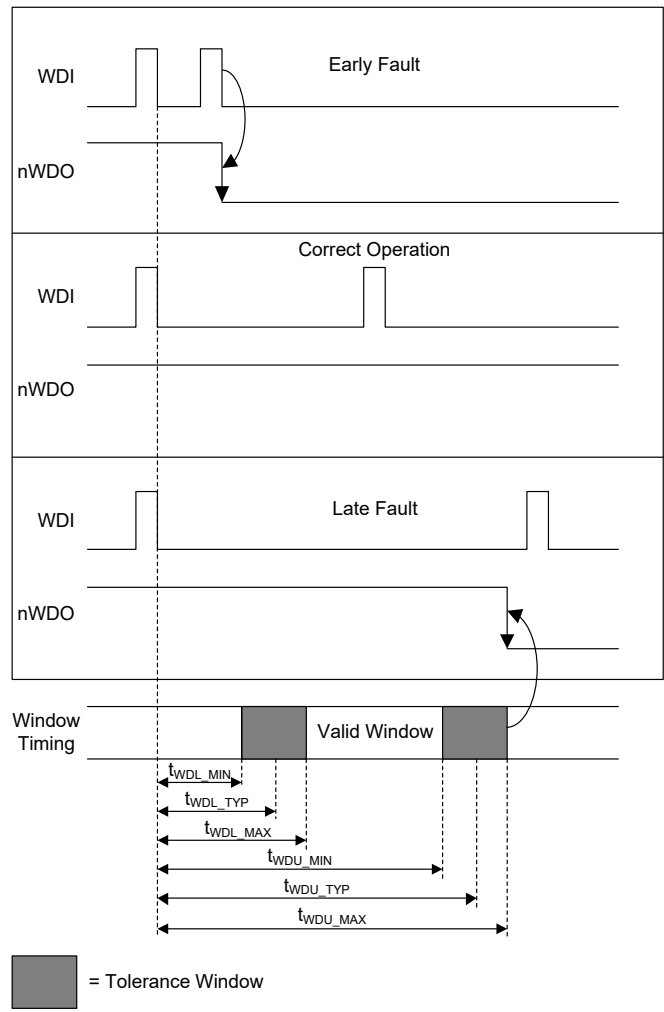 Early Fault
WDI
nWDO
Correct Operation
WDI
nWDO
Late Fault
WDI
nWDO
Window
Timing
Valid Window
tWDL_MIN
tWDL_TYP
tWDL_MAX
tWDU_MIN
tWDU_TYP
tWDU_MAX
= Tolerance Window